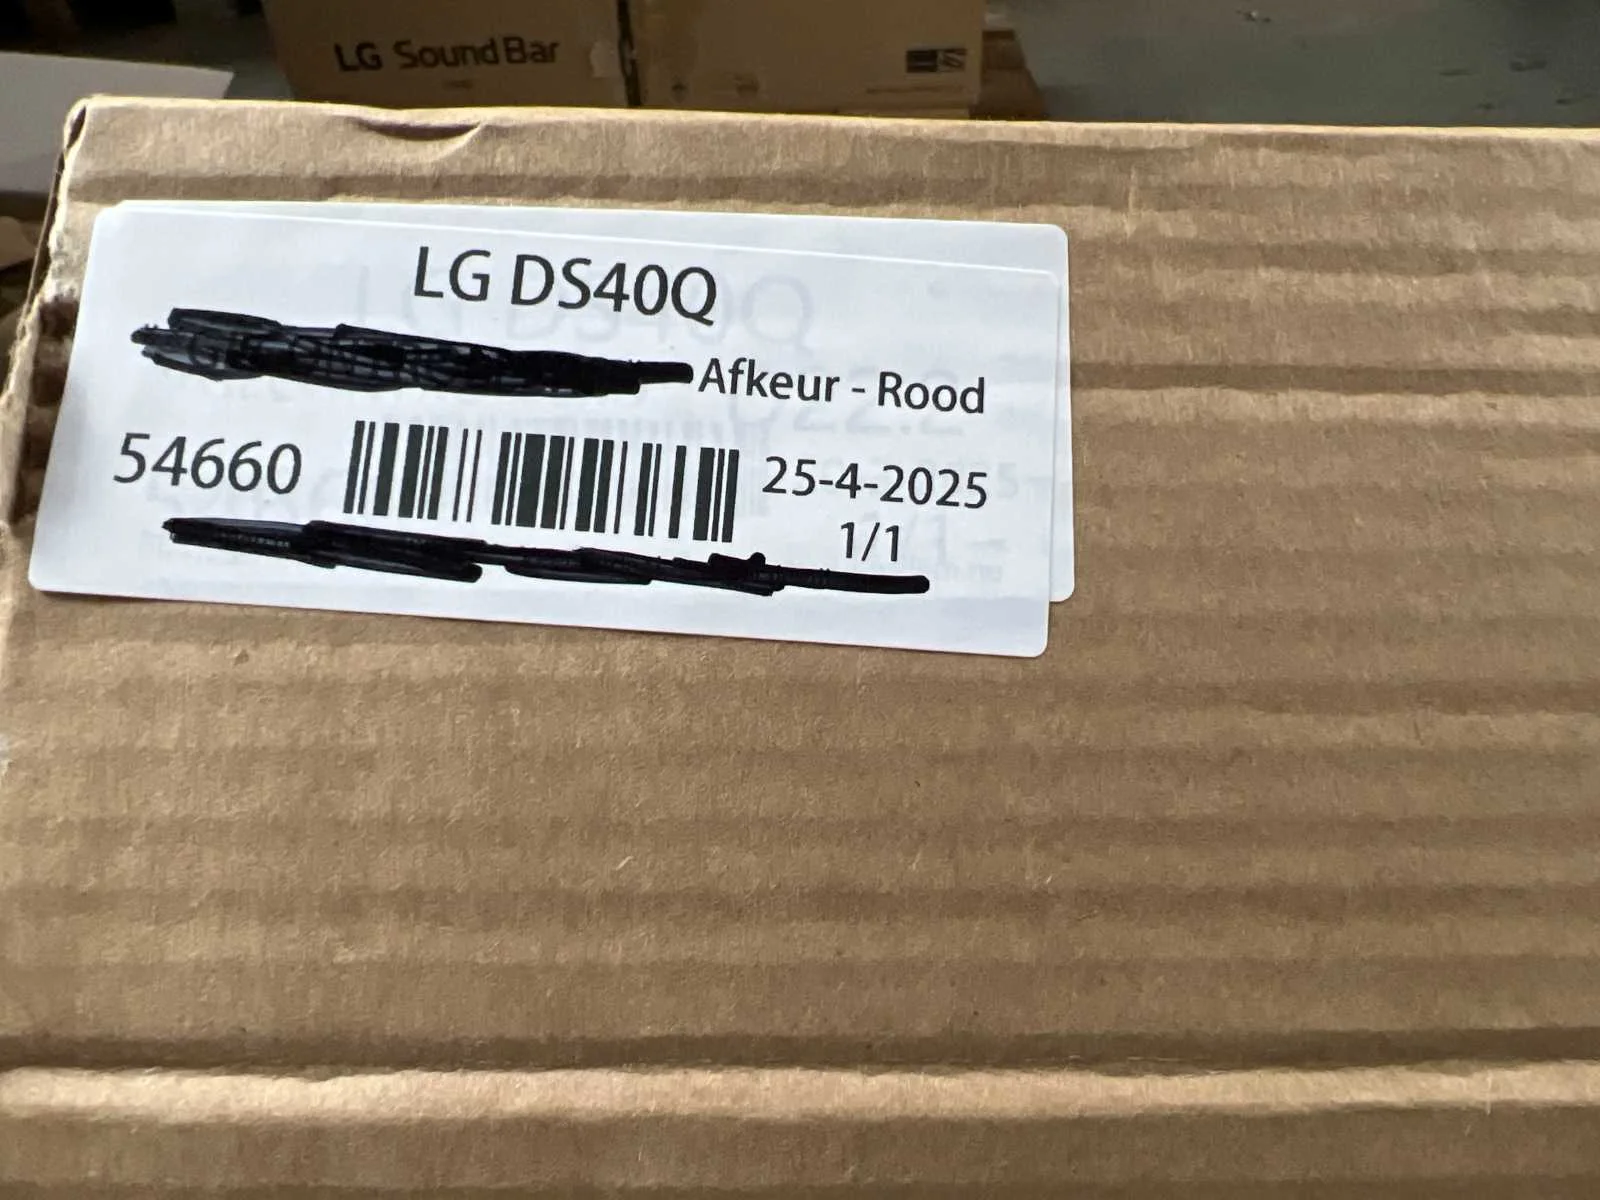 LG Sound Bar
LG DS40Q
Afkeur - Rood
54660
25-4-2025
1/1